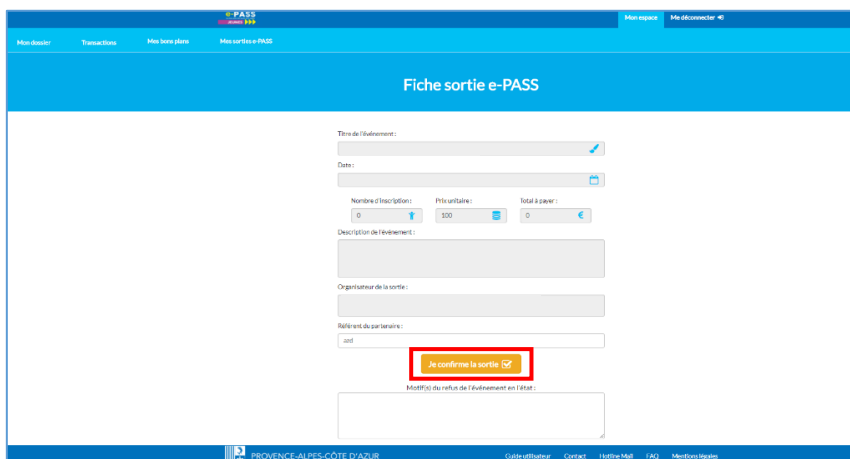 e-PASS
JEUNES
Mon espace Me déconnecter
Mon dossier Transactions Mes bons plans Mes sorties e-PASS
Fiche sortie e-PASS
Titre de l'événement :
Date :
Nombre d'inscription : Prix unitaire : Total à payer :
0 100 0 €
Description de l'événement :
Organisateur de la sortie :
Référent du partenaire :
azd
Je confirme la sortie
Motif(s) du refus de l'événement en l'état :
PROVENCE-ALPES-CÔTE D'AZUR Guide utilisateur Contact Hotline Mail FAQ Mentions légales